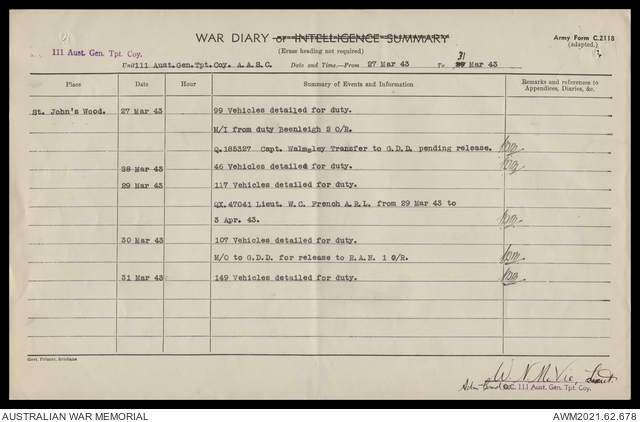 WAR DIARY or INTELLIGENCE SUMMARY
Army Form C.2118
(adapted.)
(Erase heading not required)
111 Aust. Gen. Tpt. Coy.
Unit 111 Aust.Gen.Tpt.Coy. A.A.S.C. Date and Time.—From 27 Mar 43 To 31 Mar 43
Place Date Hour Summary of Events and Information Remarks and references to Appendices, Diaries, &c.
St. John's Wood. 27 Mar 43 99 Vehicles detailed for duty.
M/I from duty Beenleigh 2 O/R.
Q.185327 Capt. Walmsley Transfer to G.D.D. pending release.
28 Mar 43 46 Vehicles detailed for duty.
29 Mar 43 117 Vehicles detailed for duty.
QX.47041 Lieut. W.C. French A.R.L. from 29 Mar 43 to
3 Apr. 43.
30 Mar 43 107 Vehicles detailed for duty.
M/O to G.D.D. for release to R.A.N. 1 O/R.
31 Mar 43 149 Vehicles detailed for duty.
Govt. Printer, Brisbane
W. N. McVie, Lieut.
O.C. 111 Aust. Gen. Tpt. Coy.
AUSTRALIAN WAR MEMORIAL
AWM2021.62.678